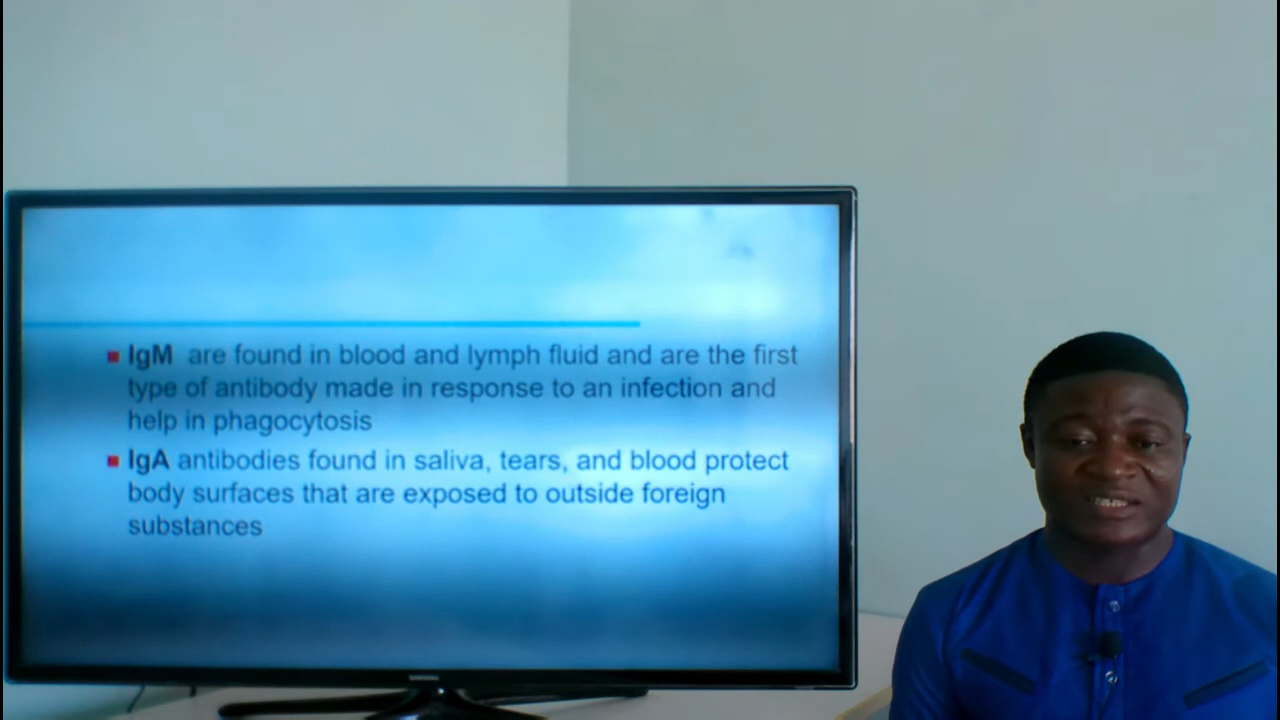 IgM are found in blood and lymph fluid and are the first
type of antibody made in response to an infection and
help in phagocytosis
IgA antibodies found in saliva, tears, and blood protect
body surfaces that are exposed to outside foreign
substances